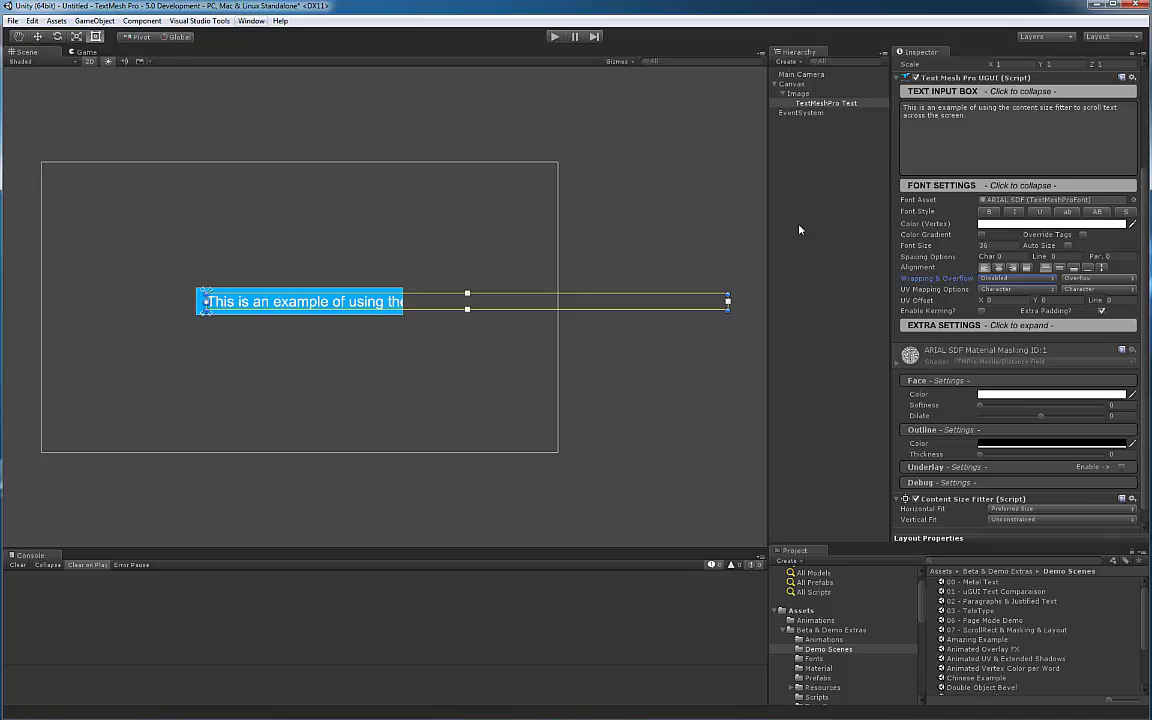 Unity (64bit) - Untitled - TextMesh Pro - 5.0 Development - PC, Mac & Linux Standalone* <DX11>
File Edit Assets GameObject Component Visual Studio Tools Window Help
Pivot Global Layers Layout
Scene Game
Shaded 2D Gizmos All
This is an example of using the
Hierarchy
Create All
Main Camera
Canvas
Image
TextMeshPro Text
EventSystem
Inspector
Scale X 1 Y 1 Z 1
Text Mesh Pro UGUI (Script)
TEXT INPUT BOX - Click to collapse -
This is an example of using the content size fitter to scroll text
across the screen.
FONT SETTINGS - Click to collapse -
Font Asset ARIAL SDF (TextMeshProFont)
Font Style B I U ab AB S
Color (Vertex)
Color Gradient Override Tags
Font Size 36 Auto Size
Spacing Options Char 0 Line 0 Par. 0
Alignment
Wrapping & Overflow Disabled Overflow
UV Mapping Options Character Character
UV Offset X 0 Y 0 Line 0
Enable Kerning? Extra Padding?
EXTRA SETTINGS - Click to expand -
ARIAL SDF Material Masking ID:1
Shader TMPro/Mobile/Distance Field
Face - Settings -
Color
Softness 0
Dilate 0
Outline - Settings -
Color
Thickness 0
Underlay - Settings - Enable ->
Debug - Settings -
Content Size Fitter (Script)
Horizontal Fit Preferred Size
Vertical Fit Unconstrained
Layout Properties
Console
Clear Collapse Clear on Play Error Pause 0 0 0
Project
Create
All Models
All Prefabs
All Scripts
Assets
Animations
Beta & Demo Extras
Animations
Demo Scenes
Fonts
Material
Prefabs
Resources
Scripts
Assets Beta & Demo Extras Demo Scenes
00 - Metal Text
01 - uGUI Text Comparison
02 - Paragraphs & Justified Text
03 - TeleType
06 - Page Mode Demo
07 - ScrollRect & Masking & Layout
Amazing Example
Animated Overlay FX
Animated UV & Extended Shadows
Animated Vertex Color per Word
Chinese Example
Double Object Bevel